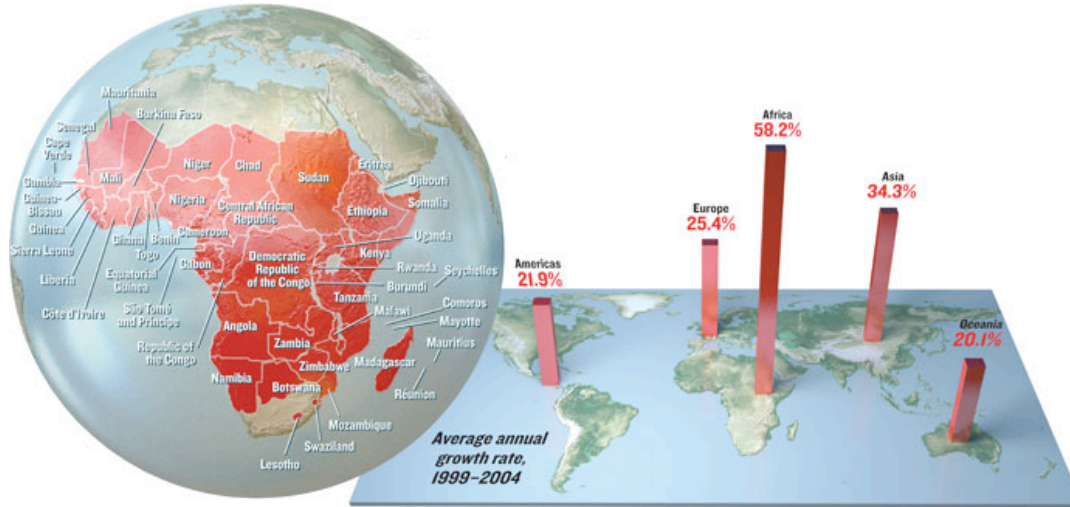 Mauritania
Burkina Faso
Senegal
Cape
Verde
Gambia
Guinea-
Bissau
Guinea
Sierra Leone
Liberia
Côte d'Ivoire
Mali
Niger
Chad
Sudan
Eritrea
Djibouti
Somalia
Nigeria
Ethiopia
Central African
Republic
Ghana
Togo
Benin
Cameroon
Equatorial
Guinea
Gabon
São Tomé
and Príncipe
Republic of
the Congo
Democratic
Republic
of the Congo
Uganda
Kenya
Rwanda
Burundi
Seychelles
Tanzania
Malawi
Comoros
Mayotte
Mauritius
Réunion
Madagascar
Angola
Zambia
Zimbabwe
Namibia
Botswana
Mozambique
Swaziland
Lesotho
Average annual
growth rate,
1999–2004
Americas
21.9%
Europe
25.4%
Africa
58.2%
Asia
34.3%
Oceania
20.1%